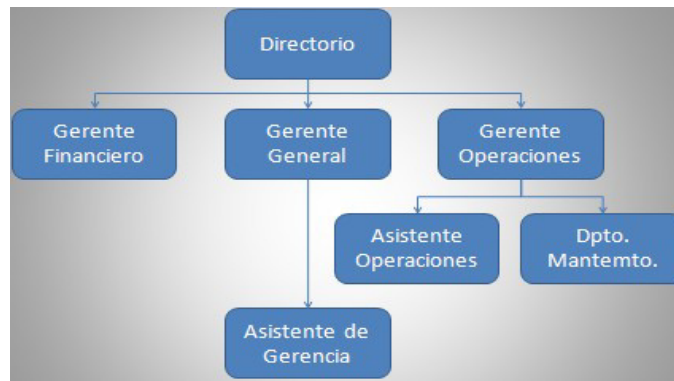 Directorio
Gerente
Financiero
Gerente
General
Gerente
Operaciones
Asistente
Operaciones
Dpto.
Mantemto.
Asistente de
Gerencia